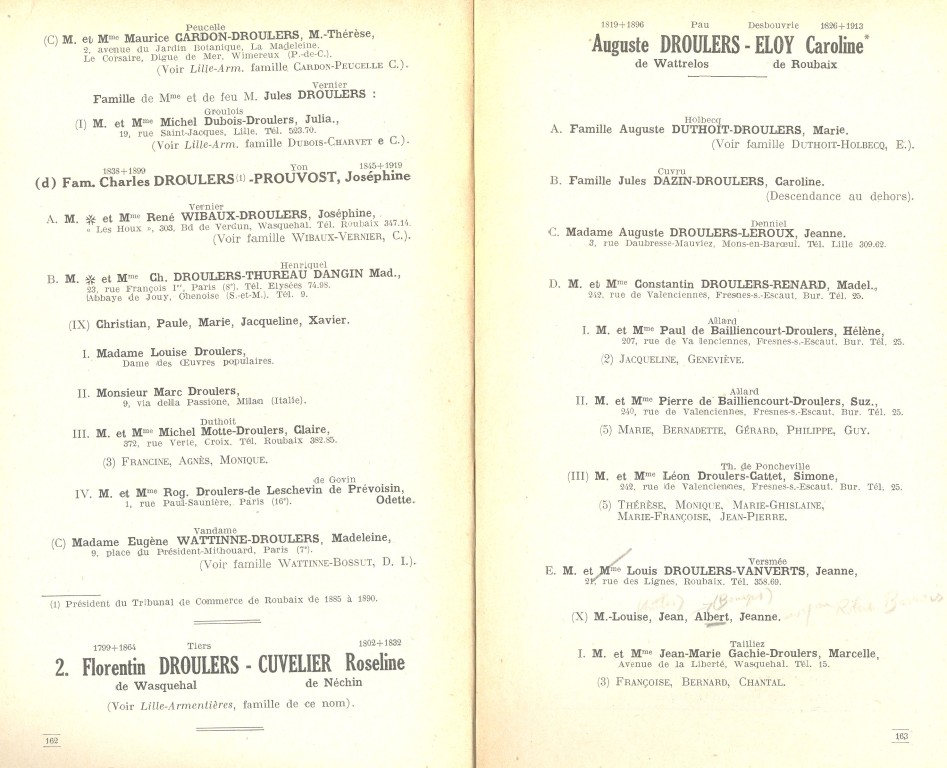 Peucelle
(C) M. et Mme Maurice CARDON-DROULERS, M.-Thérèse,
2, avenue du Jardin Botanique, La Madeleine.
Le Corsaire, Digue de Mer, Wimereux (P.-de-C.).
(Voir Lille-Arm. famille CARDON-PEUCELLE C.).
Vernier
Famille de Mme et de feu M. Jules DROULERS :
Groulois
(I) M. et Mme Michel Dubois-Droulers, Julia.,
19, rue Saint-Jacques, Lille. Tél. 523.70.
(Voir Lille-Arm. famille DUBOIS-CHARVET e C.).
1838+1899 Yon 1845+1919
(d) Fam. Charles DROULERS (1) -PROUVOST, Joséphine
Vernier
A. M. ※ et Mme René WIBAUX-DROULERS, Joséphine,
« Les Houx », 303, Bd de Verdun, Wasquehal. Tél. Roubaix 347.14.
(Voir famille WIBAUX-VERNIER, C.).
Henriquel
B. M. ※ et Mme Ch. DROULERS-THUREAU DANGIN Mad.,
23, rue François Ier, Paris (8e). Tél. Elysées 74.98.
Abbaye de Jouy, Chenoise (S.-et-M.). Tél. 9.
(IX) Christian, Paule, Marie, Jacqueline, Xavier.
I. Madame Louise Droulers,
Dame des Œuvres populaires.
II. Monsieur Marc Droulers,
9, via della Passione, Milan (Italie).
Duthoit
III. M. et Mme Michel Motte-Droulers, Claire,
372, rue Verte, Croix. Tél. Roubaix 382.85.
(3) FRANCINE, AGNÈS, MONIQUE.
de Govin
IV. M. et Mme Rog. Droulers-de Leschevin de Prévoisin,
1, rue Paul-Saunière, Paris (16e). Odette.
Vandame
(C) Madame Eugène WATTINNE-DROULERS, Madeleine,
9, place du Président-Mithouard, Paris (7e).
(Voir famille WATTINNE-BOSSUT, D. I.).
(1) Président du Tribunal de Commerce de Roubaix de 1885 à 1890.
1799+1864 Tiers 1802+1832
2. Florentin DROULERS - CUVELIER Roseline
de Wasquehal de Néchin
(Voir Lille-Armentières, famille de ce nom).
162
1819+1896 Pau Desbouvrie 1826+1913
Auguste DROULERS - ELOY Caroline*
de Wattrelos de Roubaix
Holbecq
A. Famille Auguste DUTHOIT-DROULERS, Marie.
(Voir famille DUTHOIT-HOLBECQ, E.).
Cuvru
B. Famille Jules DAZIN-DROULERS, Caroline.
(Descendance au dehors).
Denniel
C. Madame Auguste DROULERS-LEROUX, Jeanne.
3, rue Daubresse-Mauviez, Mons-en-Barœul. Tél. Lille 309.62.
D. M. et Mme Constantin DROULERS-RENARD, Madel.,
242, rue de Valenciennes, Fresnes-s.-Escaut. Bur. Tél. 25.
Allard
I. M. et Mme Paul de Bailliencourt-Droulers, Hélène,
207, rue de Va lenciennes, Fresnes-s.-Escaut. Bur. Tél. 25.
(2) JACQUELINE, GENEVIÈVE.
Allard
II. M. et Mme Pierre de Bailliencourt-Droulers, Suz.,
240, rue de Valenciennes, Fresnes-s.-Escaut. Bur. Tél. 25.
(5) MARIE, BERNADETTE, GÉRARD, PHILIPPE, GUY.
Th. de Poncheville
(III) M. et Mme Léon Droulers-Cattet, Simone,
242, rue de Valenciennes, Fresnes-s.-Escaut. Bur. Tél. 25.
(5) THÉRÈSE, MONIQUE, MARIE-GHISLAINE,
MARIE-FRANÇOISE, JEAN-PIERRE.
Versmée
E. M. et Mme Louis DROULERS-VANVERTS, Jeanne,
21, rue des Lignes, Roubaix. Tél. 358.69.
(X) M.-Louise, Jean, Albert, Jeanne.
Tailliez
I. M. et Mme Jean-Marie Gachie-Droulers, Marcelle,
Avenue de la Liberté, Wasquehal. Tél. 15.
(3) FRANÇOISE, BERNARD, CHANTAL.
163